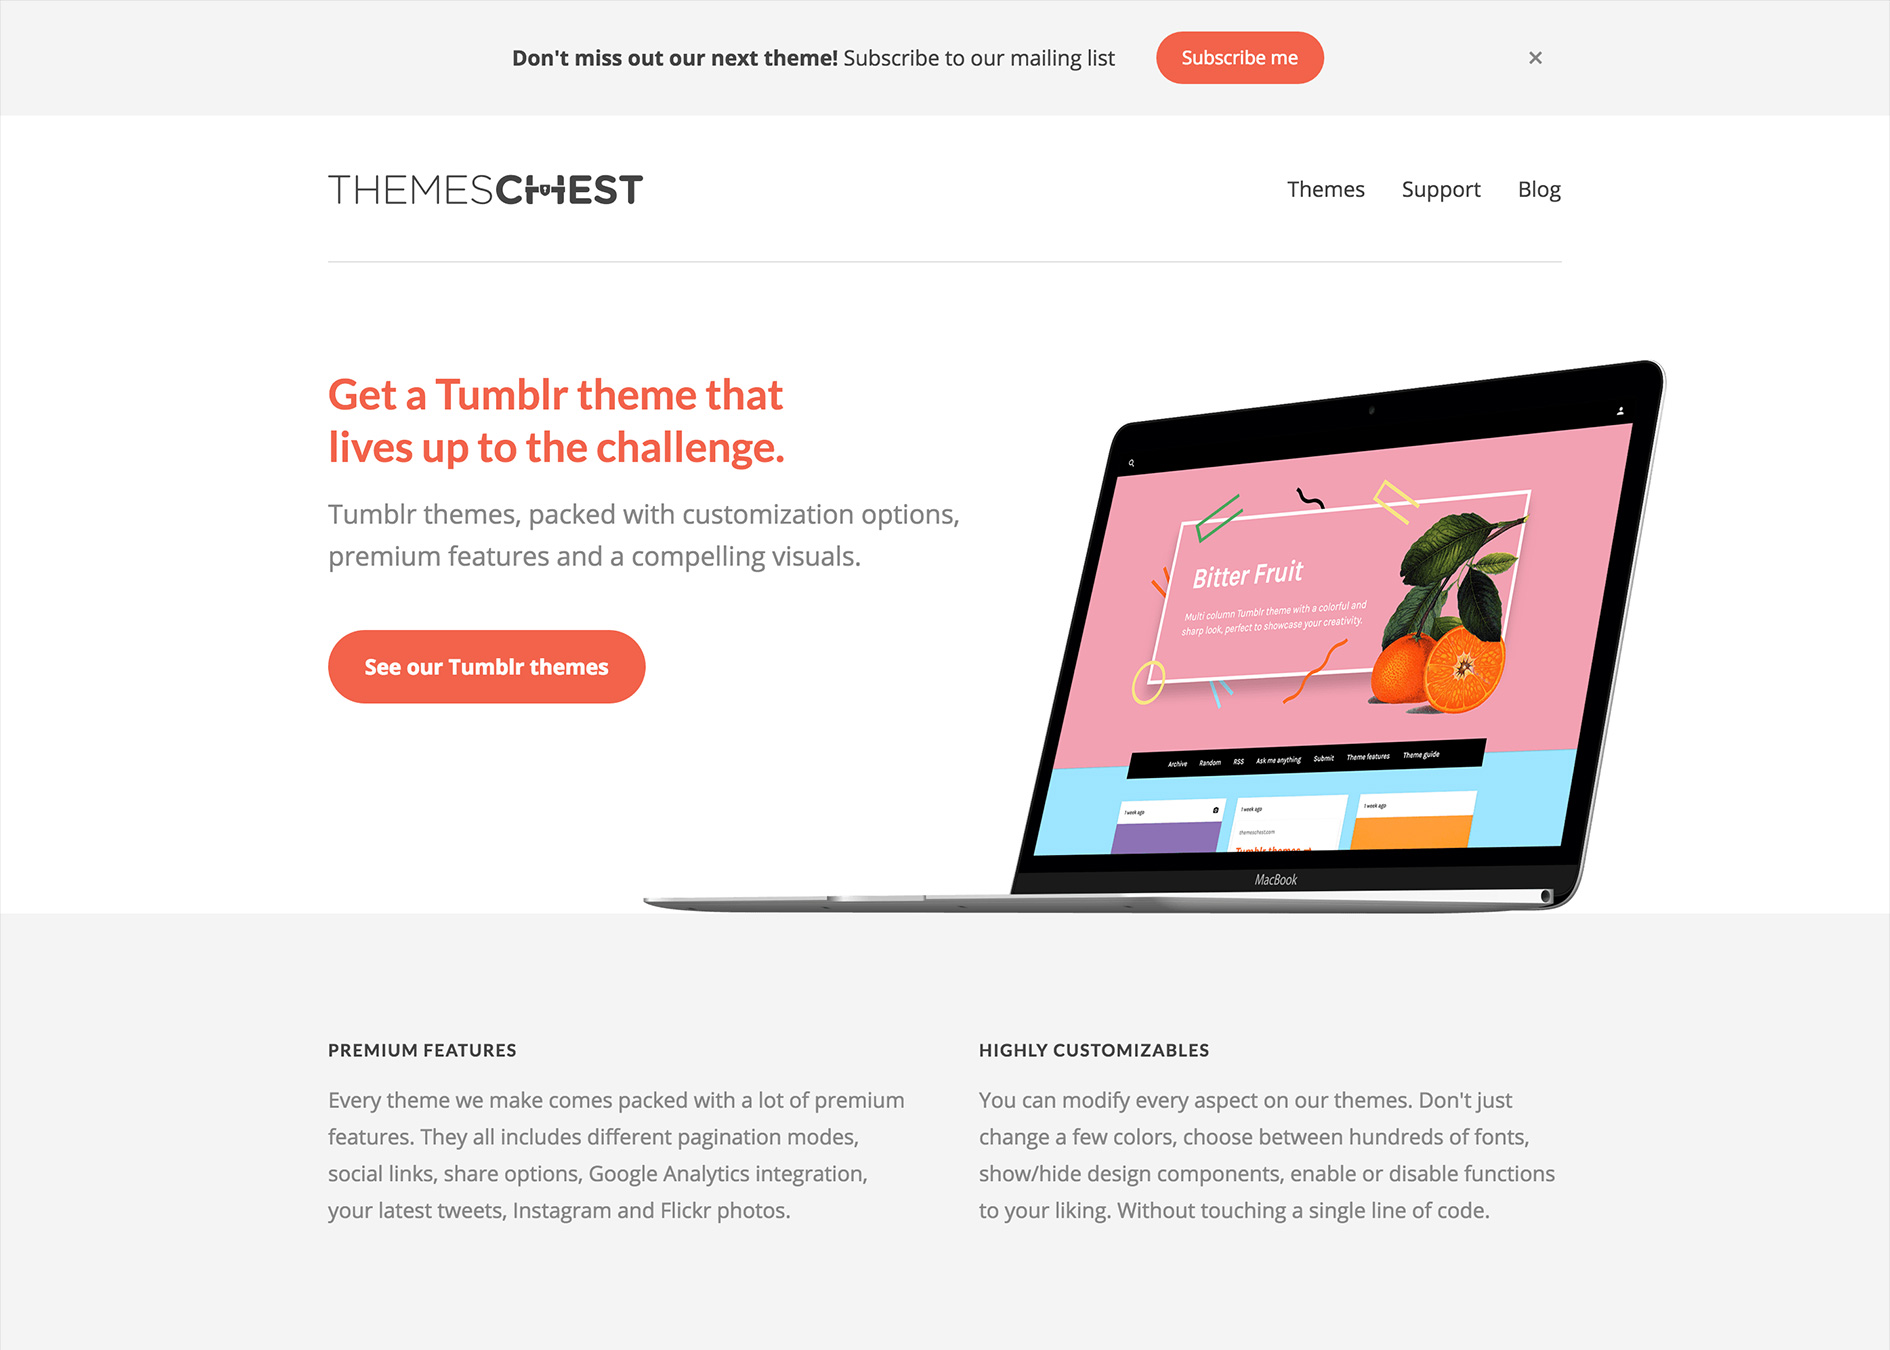 Don't miss out our next theme! Subscribe to our mailing list
Subscribe me
×
THEMESCHEST
Themes Support Blog
Get a Tumblr theme that
lives up to the challenge.
Tumblr themes, packed with customization options,
premium features and a compelling visuals.
See our Tumblr themes
Bitter Fruit
Multi column Tumblr theme with a colorful and
sharp look, perfect to showcase your creativity.
Archive Random RSS Ask me anything Submit Theme features Theme guide
1 week ago
1 week ago
1 week ago
themeschest.com
Tumblr themes at
MacBook
PREMIUM FEATURES
Every theme we make comes packed with a lot of premium
features. They all includes different pagination modes,
social links, share options, Google Analytics integration,
your latest tweets, Instagram and Flickr photos.
HIGHLY CUSTOMIZABLES
You can modify every aspect on our themes. Don't just
change a few colors, choose between hundreds of fonts,
show/hide design components, enable or disable functions
to your liking. Without touching a single line of code.